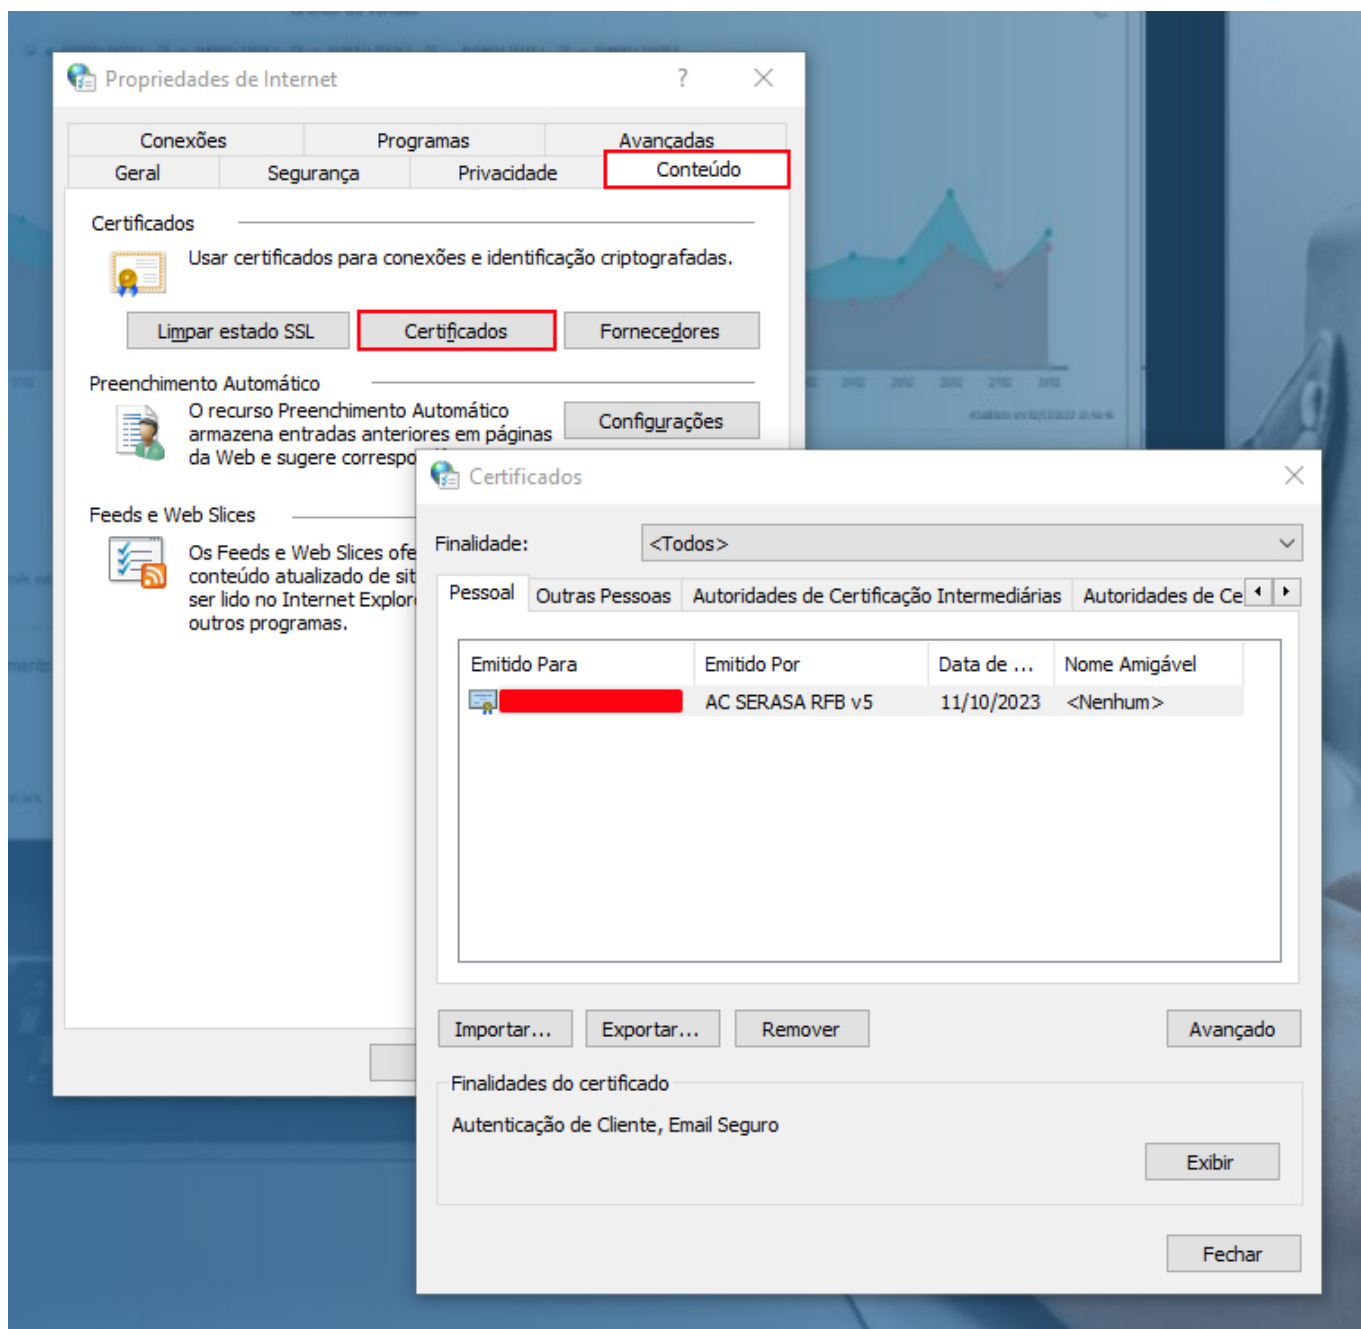 Propriedades de Internet
?
Conexões
Programas
Avançadas
Geral
Segurança
Privacidade
Conteúdo
Certificados
Usar certificados para conexões e identificação criptografadas.
Limpar estado SSL
Certificados
Fornecedores
Preenchimento Automático
O recurso Preenchimento Automático
armazena entradas anteriores em páginas
da Web e sugere correspo
Configurações
Feeds e Web Slices
Os Feeds e Web Slices ofe
conteúdo atualizado de sit
ser lido no Internet Explor
outros programas.
Certificados
Finalidade:
<Todos>
Pessoal
Outras Pessoas
Autoridades de Certificação Intermediárias
Autoridades de Ce
Emitido Para
Emitido Por
Data de ...
Nome Amigável
AC SERASA RFB v5
11/10/2023
<Nenhum>
Importar...
Exportar...
Remover
Avançado
Finalidades do certificado
Autenticação de Cliente, Email Seguro
Exibir
Fechar